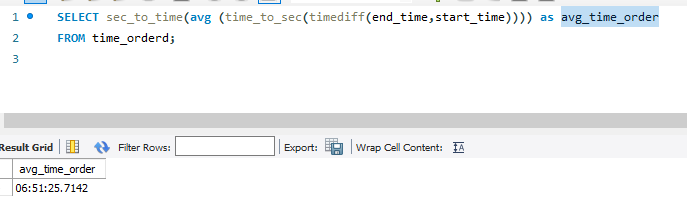 1 SELECT sec_to_time(avg (time_to_sec(timediff(end_time,start_time)))) as avg_time_order
2 FROM time_orderd;
3
Result Grid Filter Rows: Export: Wrap Cell Content: IA
avg_time_order
06:51:25.7142